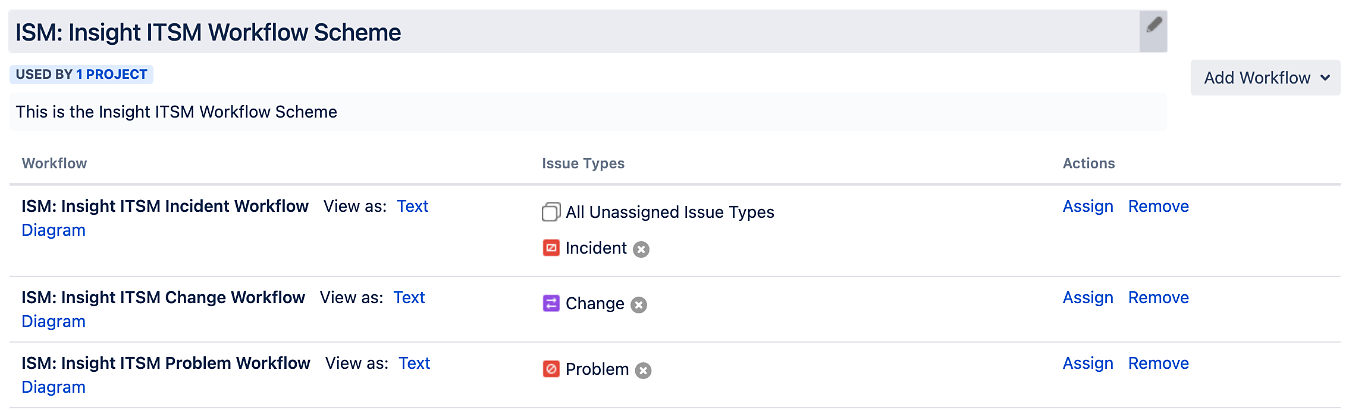 ISM: Insight ITSM Workflow Scheme
USED BY 1 PROJECT
Add Workflow
This is the Insight ITSM Workflow Scheme
Workflow Issue Types Actions
ISM: Insight ITSM Incident Workflow View as: Text
Diagram
All Unassigned Issue Types
Incident
Assign Remove
ISM: Insight ITSM Change Workflow View as: Text
Diagram
Change
Assign Remove
ISM: Insight ITSM Problem Workflow View as: Text
Diagram
Problem
Assign Remove